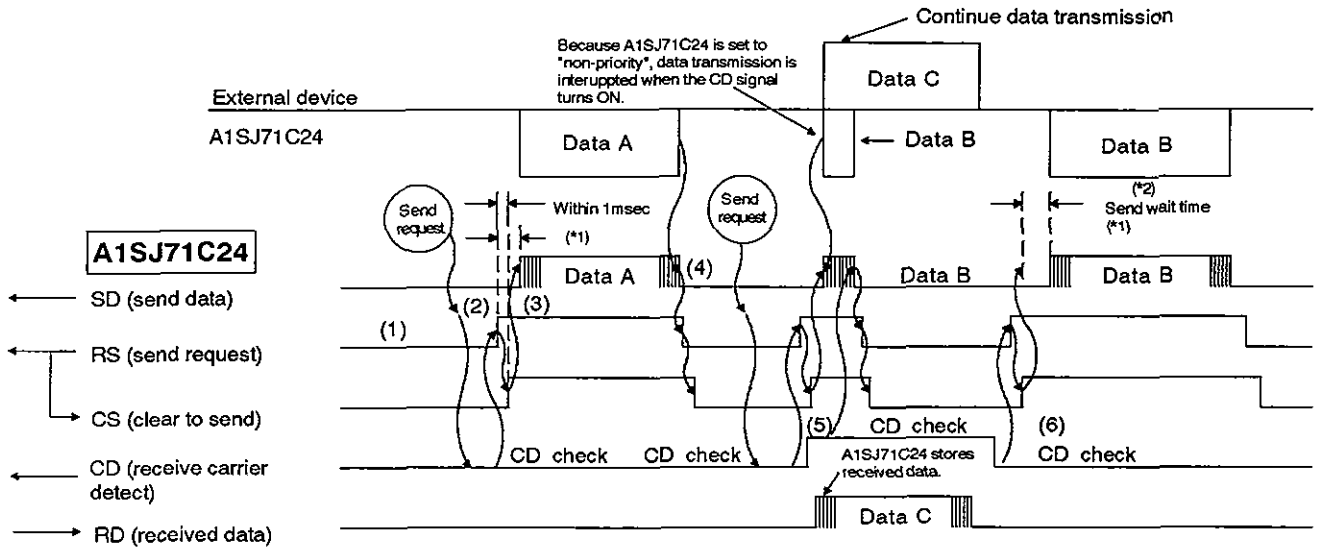 Continue data transmission
Because A1SJ71C24 is set to
"non-priority", data transmission is
interuppted when the CD signal
turns ON.
Data C
External device
A1SJ71C24
Data A
Data B
Data B
(*2)
Send
request
Within 1msec
(*1)
Send
request
Send wait time
(*1)
A1SJ71C24
Data A
(4)
Data B
Data B
SD (send data)
(2)
(3)
(1)
RS (send request)
CS (clear to send)
(5)
CD check
(6)
CD check
CD check
CD check
CD (receive carrier
detect)
A1SJ71C24 stores
received data.
RD (received data)
Data C